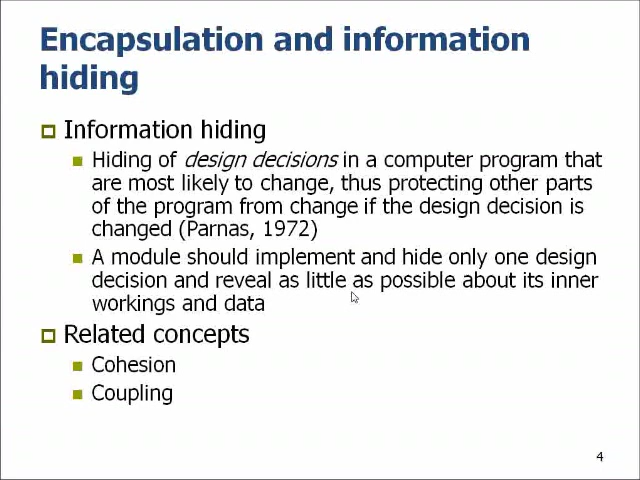 Encapsulation and information
hiding
Information hiding
Hiding of design decisions in a computer program that
are most likely to change, thus protecting other parts
of the program from change if the design decision is
changed (Parnas, 1972)
A module should implement and hide only one design
decision and reveal as little as possible about its inner
workings and data
Related concepts
Cohesion
Coupling
4